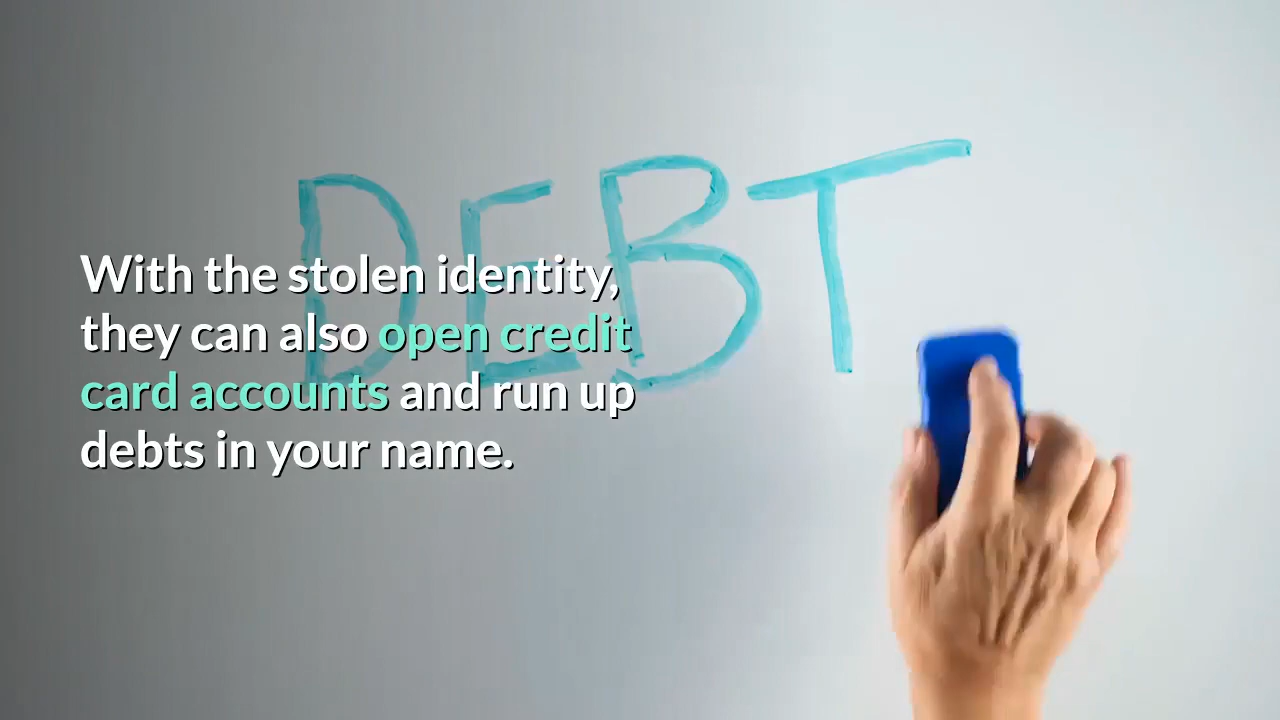 DEBT
With the stolen identity,
they can also open credit
card accounts and run up
debts in your name.